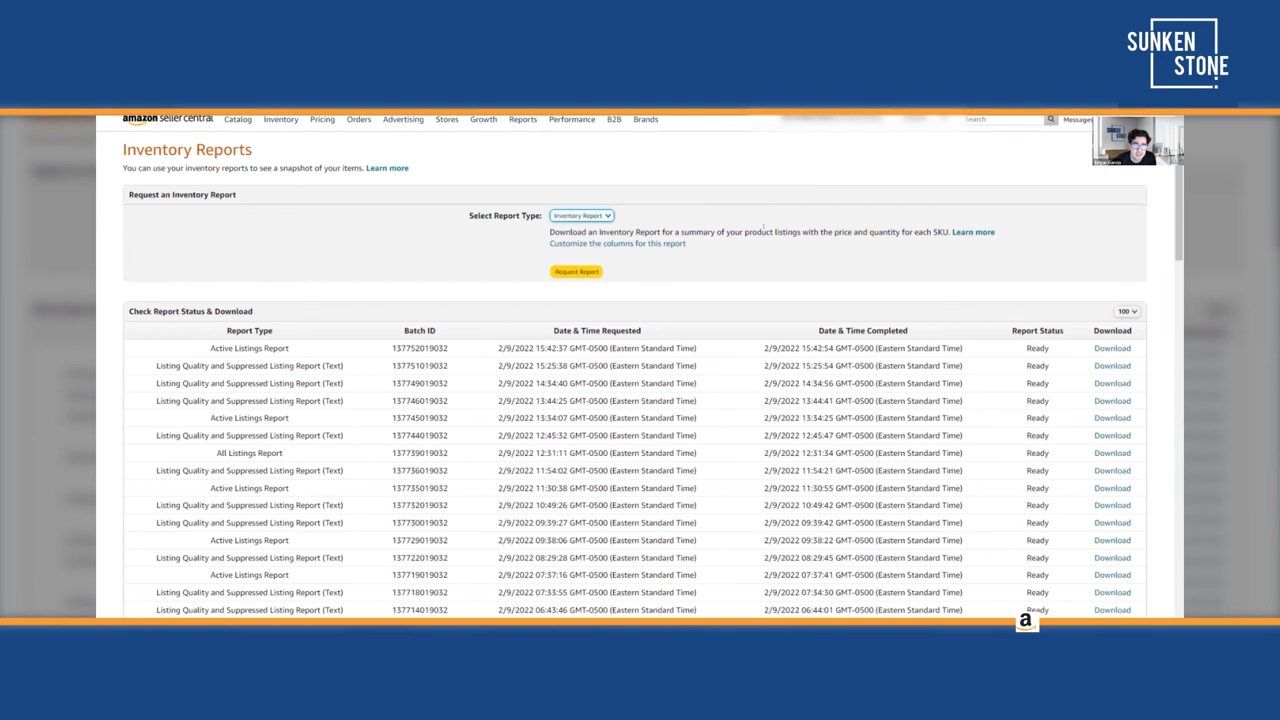 SUNKEN
STONE
amazon seller central Catalog Inventory Pricing Orders Advertising Stores Growth Reports Performance B2B Brands Search Messages
Inventory Reports
You can use your inventory reports to see a snapshot of your items. Learn more
Request an Inventory Report
Select Report Type: Inventory Report
Download an Inventory Report for a summary of your product listings with the price and quantity for each SKU. Learn more
Customize the columns for this report
Request Report
Check Report Status & Download 100
Report Type Batch ID Date & Time Requested Date & Time Completed Report Status Download
Active Listings Report 137752019032 2/9/2022 15:42:37 GMT-0500 (Eastern Standard Time) 2/9/2022 15:42:54 GMT-0500 (Eastern Standard Time) Ready Download
Listing Quality and Suppressed Listing Report (Text) 137751019032 2/9/2022 15:25:38 GMT-0500 (Eastern Standard Time) 2/9/2022 15:25:54 GMT-0500 (Eastern Standard Time) Ready Download
Listing Quality and Suppressed Listing Report (Text) 137749019032 2/9/2022 14:34:40 GMT-0500 (Eastern Standard Time) 2/9/2022 14:34:56 GMT-0500 (Eastern Standard Time) Ready Download
Listing Quality and Suppressed Listing Report (Text) 137746019032 2/9/2022 13:44:25 GMT-0500 (Eastern Standard Time) 2/9/2022 13:44:41 GMT-0500 (Eastern Standard Time) Ready Download
Active Listings Report 137745019032 2/9/2022 13:34:07 GMT-0500 (Eastern Standard Time) 2/9/2022 13:34:25 GMT-0500 (Eastern Standard Time) Ready Download
Listing Quality and Suppressed Listing Report (Text) 137744019032 2/9/2022 12:45:32 GMT-0500 (Eastern Standard Time) 2/9/2022 12:45:47 GMT-0500 (Eastern Standard Time) Ready Download
All Listings Report 137739019032 2/9/2022 12:31:11 GMT-0500 (Eastern Standard Time) 2/9/2022 12:31:34 GMT-0500 (Eastern Standard Time) Ready Download
Listing Quality and Suppressed Listing Report (Text) 137736019032 2/9/2022 11:54:02 GMT-0500 (Eastern Standard Time) 2/9/2022 11:54:21 GMT-0500 (Eastern Standard Time) Ready Download
Active Listings Report 137735019032 2/9/2022 11:30:38 GMT-0500 (Eastern Standard Time) 2/9/2022 11:30:55 GMT-0500 (Eastern Standard Time) Ready Download
Listing Quality and Suppressed Listing Report (Text) 137732019032 2/9/2022 10:49:26 GMT-0500 (Eastern Standard Time) 2/9/2022 10:49:42 GMT-0500 (Eastern Standard Time) Ready Download
Listing Quality and Suppressed Listing Report (Text) 137730019032 2/9/2022 09:39:27 GMT-0500 (Eastern Standard Time) 2/9/2022 09:39:42 GMT-0500 (Eastern Standard Time) Ready Download
Active Listings Report 137729019032 2/9/2022 09:38:06 GMT-0500 (Eastern Standard Time) 2/9/2022 09:38:22 GMT-0500 (Eastern Standard Time) Ready Download
Listing Quality and Suppressed Listing Report (Text) 137722019032 2/9/2022 08:29:28 GMT-0500 (Eastern Standard Time) 2/9/2022 08:29:45 GMT-0500 (Eastern Standard Time) Ready Download
Active Listings Report 137719019032 2/9/2022 07:37:16 GMT-0500 (Eastern Standard Time) 2/9/2022 07:37:41 GMT-0500 (Eastern Standard Time) Ready Download
Listing Quality and Suppressed Listing Report (Text) 137718019032 2/9/2022 07:33:55 GMT-0500 (Eastern Standard Time) 2/9/2022 07:34:30 GMT-0500 (Eastern Standard Time) Ready Download
Listing Quality and Suppressed Listing Report (Text) 137714019032 2/9/2022 06:43:46 GMT-0500 (Eastern Standard Time) 2/9/2022 06:44:01 GMT-0500 (Eastern Standard Time) Ready Download
a